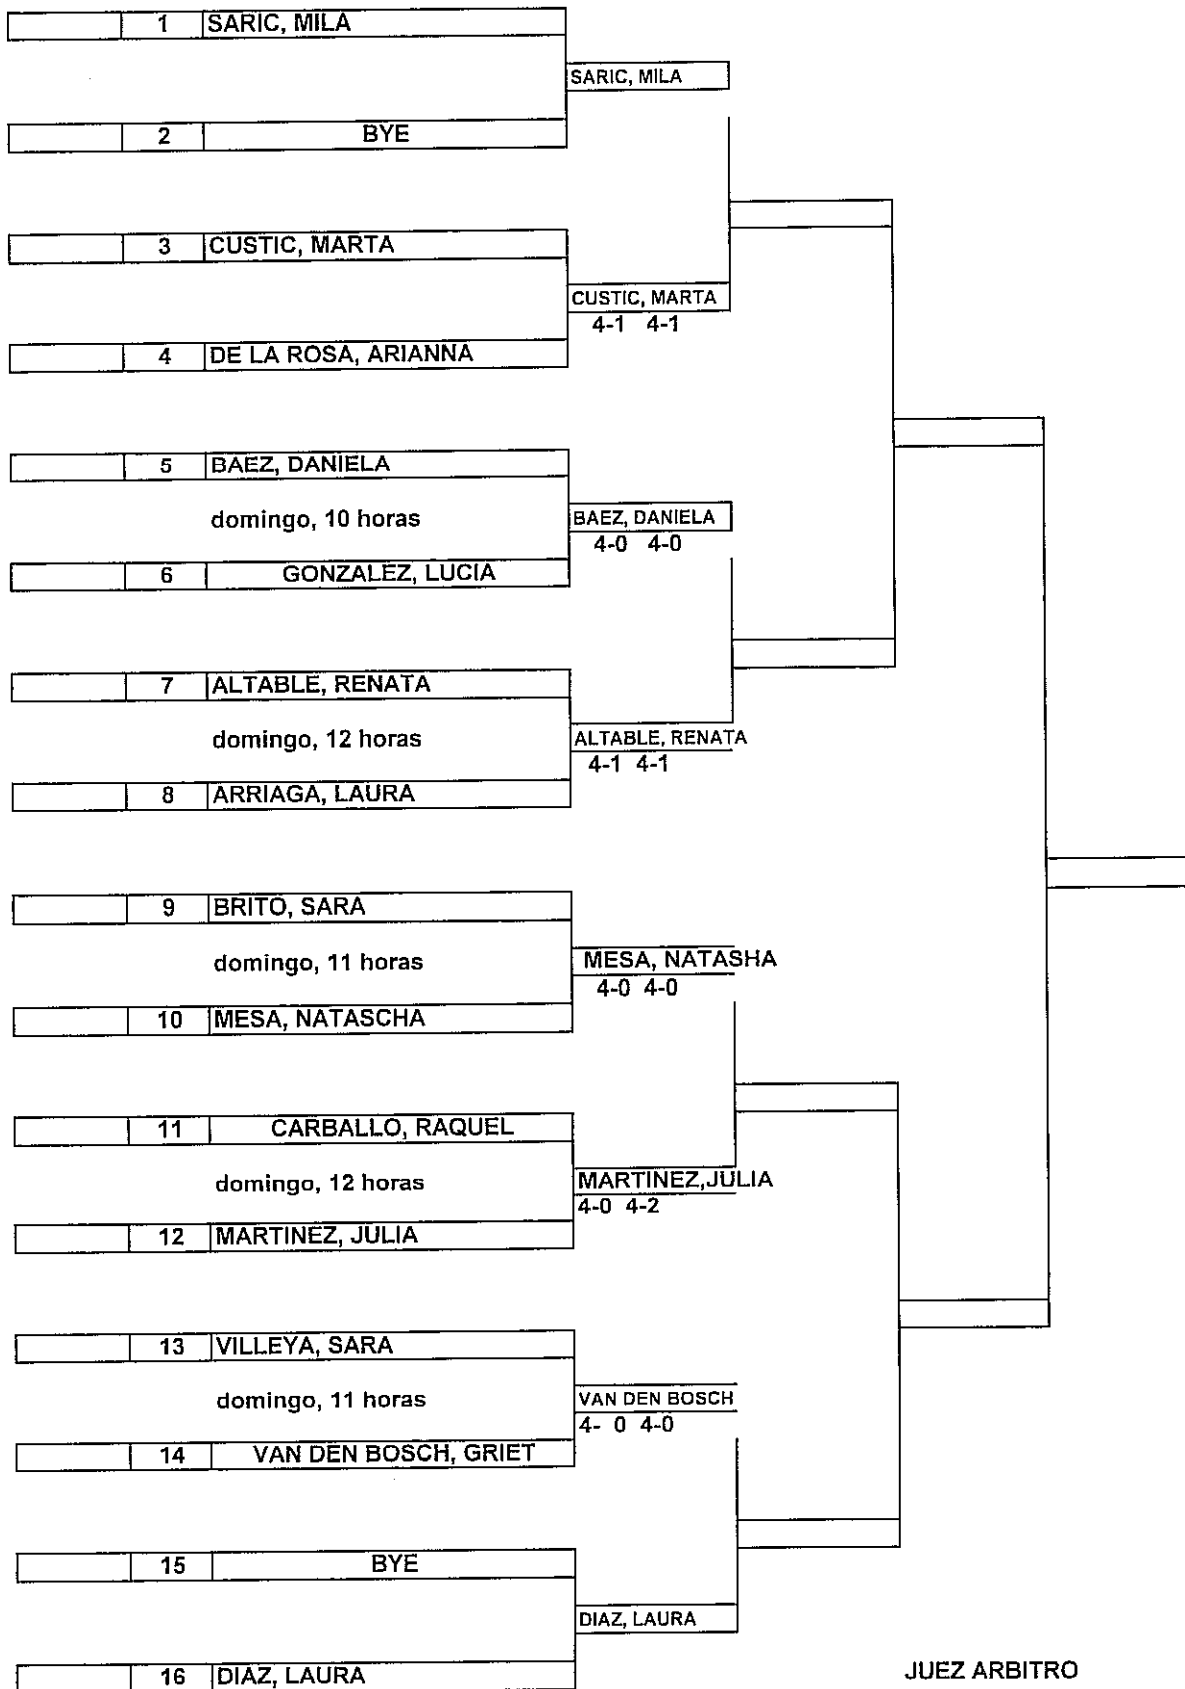 1 SARIC, MILA
SARIC, MILA
2 BYE
3 CUSTIC, MARTA
CUSTIC, MARTA
4-1 4-1
4 DE LA ROSA, ARIANNA
5 BAEZ, DANIELA
domingo, 10 horas
BAEZ, DANIELA
4-0 4-0
6 GONZALEZ, LUCIA
7 ALTABLE, RENATA
domingo, 12 horas
ALTABLE, RENATA
4-1 4-1
8 ARRIAGA, LAURA
9 BRITO, SARA
domingo, 11 horas
MESA, NATASHA
4-0 4-0
10 MESA, NATASCHA
11 CARBALLO, RAQUEL
domingo, 12 horas
MARTINEZ,JULIA
4-0 4-2
12 MARTINEZ, JULIA
13 VILLEYA, SARA
domingo, 11 horas
VAN DEN BOSCH
4- 0 4-0
14 VAN DEN BOSCH, GRIET
15 BYE
DIAZ, LAURA
16 DIAZ, LAURA
JUEZ ARBITRO